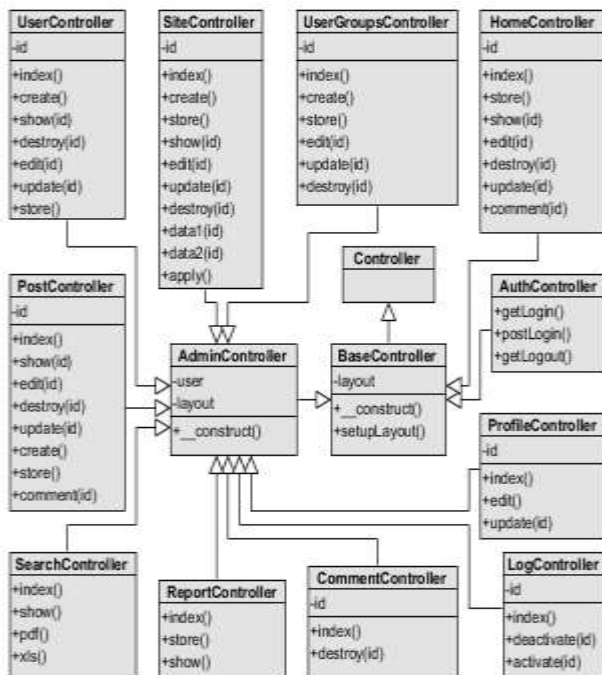 UserController
-id
+index()
+create()
+show(id)
+destroy(id)
+edit(id)
+update(id)
+store()
SiteController
-id
+index()
+create()
+store()
+show(id)
+edit(id)
+update(id)
+destroy(id)
+data1(id)
+data2(id)
+apply()
UserGroupsController
-id
+index()
+create()
+store()
+edit(id)
+update(id)
+destroy(id)
HomeController
-id
+index()
+store()
+show(id)
+edit(id)
+destroy(id)
+update(id)
+comment(id)
Controller
PostController
-id
+index()
+show(id)
+edit(id)
+destroy(id)
+update(id)
+create()
+store()
+comment(id)
AdminController
-user
-layout
+__construct()
BaseController
-layout
+__construct()
+setupLayout()
AuthController
+getLogin()
+postLogin()
+getLogout()
ProfileController
-id
+index()
+edit()
+update(id)
SearchController
+index()
+show()
+pdf()
+xls()
ReportController
+index()
+store()
+show()
CommentController
-id
+index()
+destroy(id)
LogController
-id
+index()
+deactivate(id)
+activate(id)